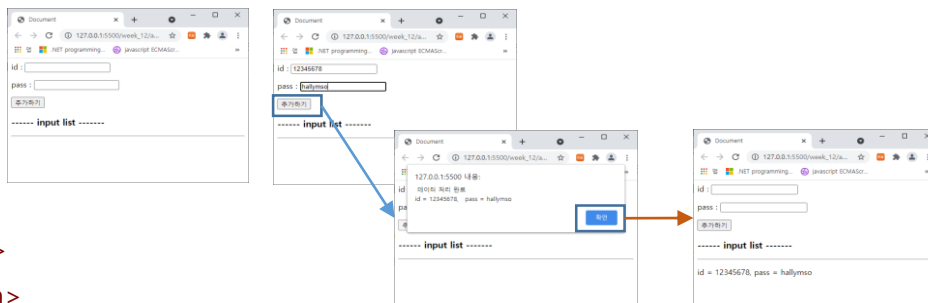 Document
127.0.0.1:5500/week_12/a...
앱 .NET programming... javascript ECMAScr...
id :
pass :
추가하기
------ input list -------
Document
127.0.0.1:5500/week_12/a...
앱 .NET programming... javascript ECMAScr...
id : 12345678
pass : hallymso
추가하기
------ input list -------
Document
127.0.0.1:5500/week_12/a...
127.0.0.1:5500 내용:
데이타 처리 완료
id = 12345678, pass = hallymso
확인
id
pa
------ input list -------
Document
127.0.0.1:5500/week_12/a...
앱 .NET programming... javascript ECMAScr...
id :
pass :
추가하기
------ input list -------
id = 12345678, pass = hallymso
>
>